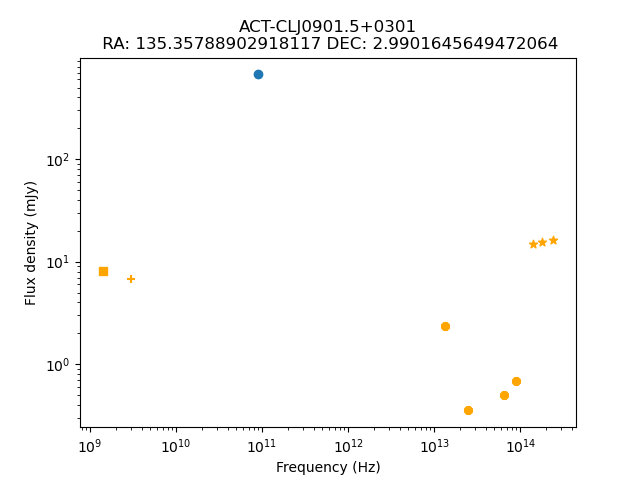 ACT-CLJ0901.5+0301
RA: 135.35788902918117 DEC: 2.9901645649472064
Flux density (mJy)
10²
10¹
10⁰
10⁹ 10¹⁰ 10¹¹ 10¹² 10¹³ 10¹⁴
Frequency (Hz)